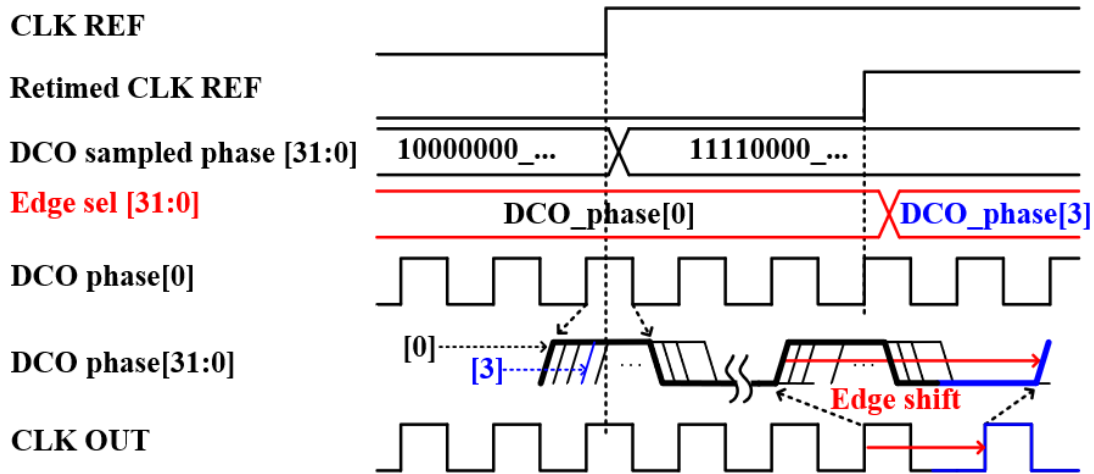 CLK REF
Retimed CLK REF
DCO sampled phase [31:0] 10000000_... 11110000_...
Edge sel [31:0] DCO_phase[0] DCO_phase[3]
DCO phase[0]
DCO phase[31:0] [0] ... ...
[3]
Edge shift
CLK OUT